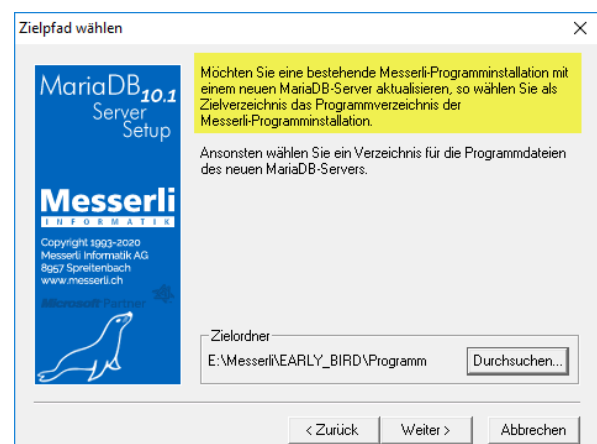 Zielpfad wählen
MariaDB10.1
Server
Setup
Messerli
INFORMATIK
Copyright 1993-2020
Messerli Informatik AG
8957 Spreitenbach
www.messerli.ch
Microsoft Partner
Möchten Sie eine bestehende Messerli-Programminstallation mit
einem neuen MariaDB-Server aktualisieren, so wählen Sie als
Zielverzeichnis das Programmverzeichnis der
Messerli-Programminstallation.
Ansonsten wählen Sie ein Verzeichnis für die Programmdateien
des neuen MariaDB-Servers.
Zielordner
E:\Messerli\EARLY_BIRD\Programm
Durchsuchen...
< Zurück
Weiter >
Abbrechen